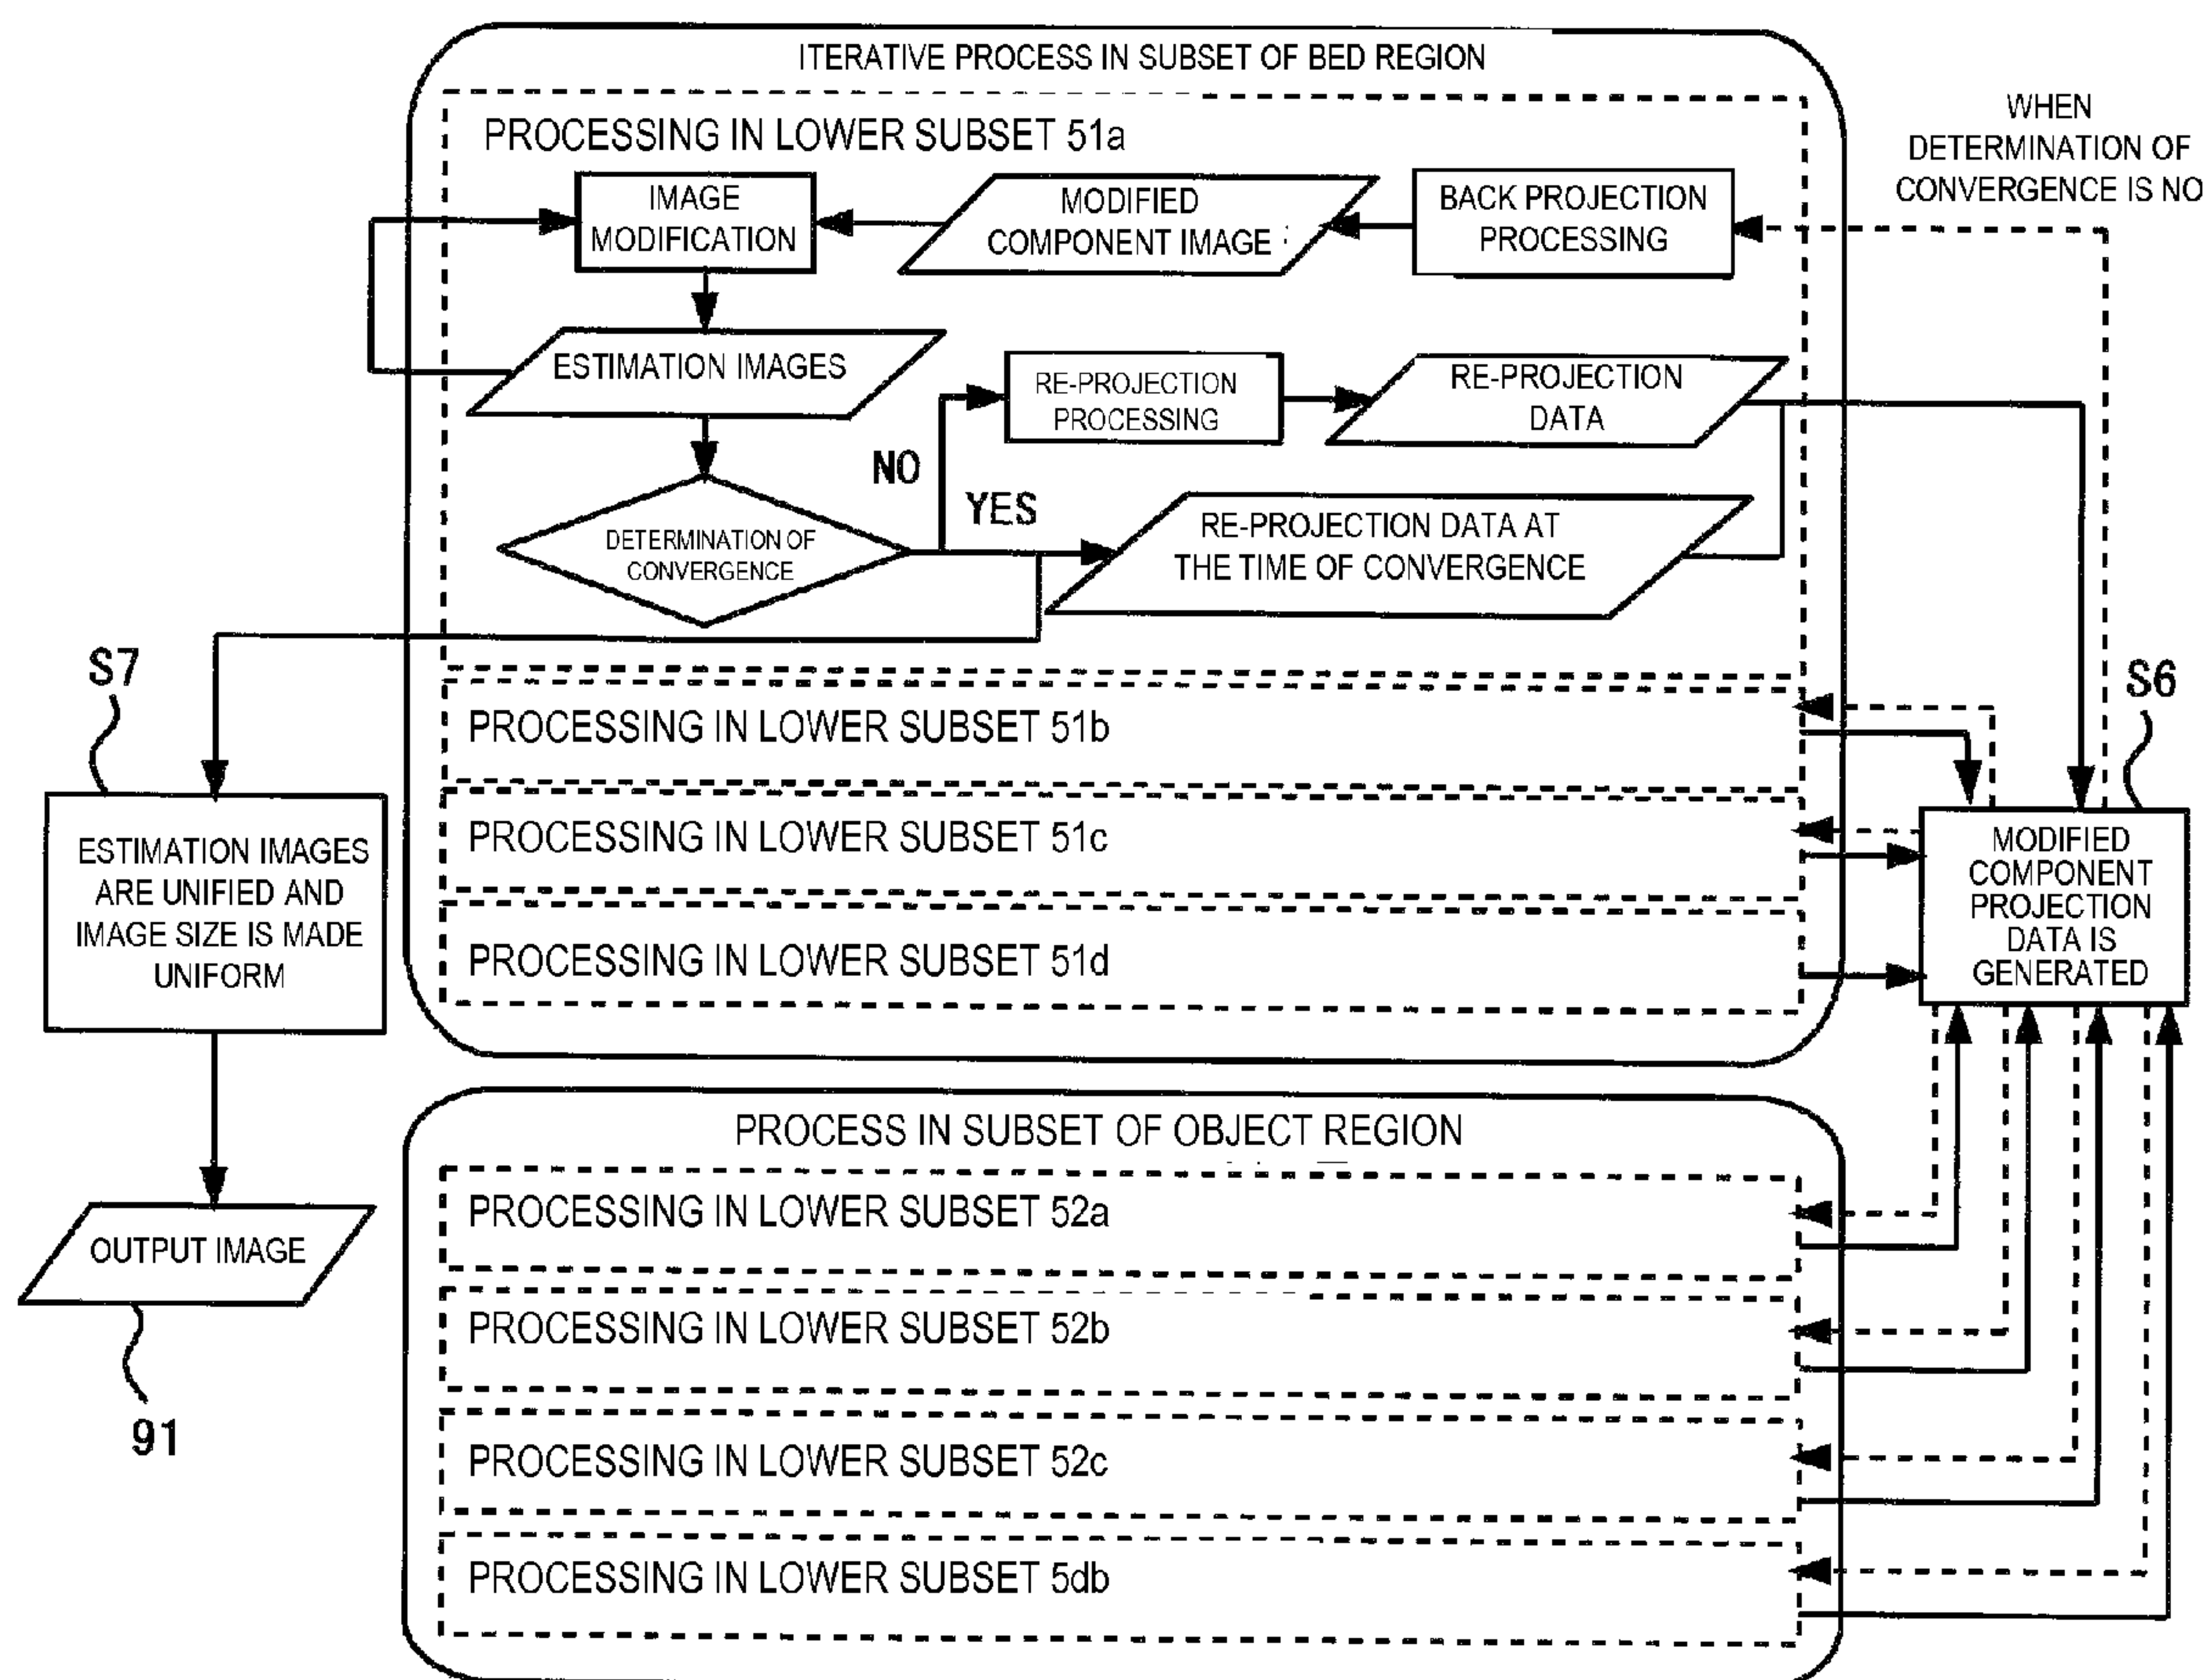 ITERATIVE PROCESS IN SUBSET OF BED REGION
PROCESSING IN LOWER SUBSET 51a
WHEN
DETERMINATION OF
CONVERGENCE IS NO
IMAGE
MODIFICATION
MODIFIED
COMPONENT IMAGE
BACK PROJECTION
PROCESSING
ESTIMATION IMAGES
RE-PROJECTION
PROCESSING
RE-PROJECTION
DATA
NO
YES
DETERMINATION OF
CONVERGENCE
RE-PROJECTION DATA AT
THE TIME OF CONVERGENCE
S7
S6
PROCESSING IN LOWER SUBSET 51b
PROCESSING IN LOWER SUBSET 51c
PROCESSING IN LOWER SUBSET 51d
ESTIMATION IMAGES
ARE UNIFIED AND
IMAGE SIZE IS MADE
UNIFORM
MODIFIED
COMPONENT
PROJECTION
DATA IS
GENERATED
PROCESS IN SUBSET OF OBJECT REGION
PROCESSING IN LOWER SUBSET 52a
PROCESSING IN LOWER SUBSET 52b
PROCESSING IN LOWER SUBSET 52c
PROCESSING IN LOWER SUBSET 5db
OUTPUT IMAGE
91